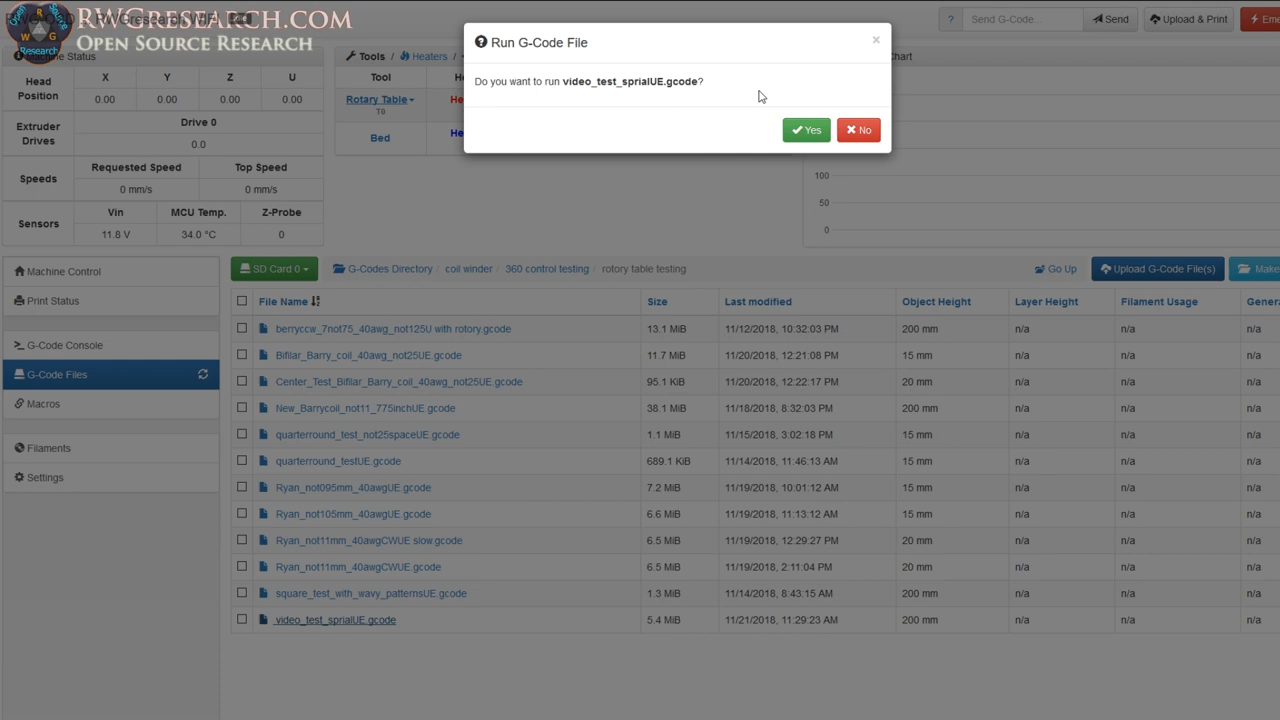 RWGRESEARCH.COM
OPEN SOURCE RESEARCH
Open Source
R
W G
Research
? Send G-Code... Send Upload & Print Eme
Machine Status
Head Position
X Y Z U
0.00 0.00 0.00 0.00
Extruder Drives
Drive 0
0.0
Speeds
Requested Speed Top Speed
0 mm/s 0 mm/s
Sensors
Vin MCU Temp. Z-Probe
11.8 V 34.0 °C 0
Tools / Heaters /
Tool He
Rotary Table He
T9
Bed He
Chart
100
50
0
Run G-Code File ×
Do you want to run video_test_sprialUE.gcode?
Yes No
Machine Control
Print Status
G-Code Console
G-Code Files
Macros
Filaments
Settings
SD Card 0 G-Codes Directory / coil winder / 360 control testing / rotory table testing Go Up Upload G-Code File(s) Make
File Name Size Last modified Object Height Layer Height Filament Usage Genera
berryccw_7not75_40awg_not125U with rotory.gcode 13.1 MiB 11/12/2018, 10:32:03 PM 200 mm n/a n/a n/a
Bifilar_Barry_coil_40awg_not25UE.gcode 11.7 MiB 11/20/2018, 12:21:08 PM 15 mm n/a n/a n/a
Center_Test_Bifilar_Barry_coil_40awg_not25UE.gcode 95.1 KiB 11/20/2018, 12:22:17 PM 20 mm n/a n/a n/a
New_Barrycoil_not11_775inchUE.gcode 38.1 MiB 11/18/2018, 8:32:03 PM 200 mm n/a n/a n/a
quarterround_test_not25spaceUE.gcode 1.1 MiB 11/15/2018, 3:02:18 PM 15 mm n/a n/a n/a
quarterround_testUE.gcode 689.1 KiB 11/14/2018, 11:46:13 AM 15 mm n/a n/a n/a
Ryan_not095mm_40awgUE.gcode 7.2 MiB 11/19/2018, 10:01:12 AM 15 mm n/a n/a n/a
Ryan_not105mm_40awgUE.gcode 6.6 MiB 11/19/2018, 11:13:12 AM 15 mm n/a n/a n/a
Ryan_not11mm_40awgCWUE slow.gcode 6.5 MiB 11/19/2018, 12:29:27 PM 20 mm n/a n/a n/a
Ryan_not11mm_40awgCWUE.gcode 6.5 MiB 11/19/2018, 2:11:04 PM 20 mm n/a n/a n/a
square_test_with_wavy_patternsUE.gcode 1.3 MiB 11/14/2018, 8:43:15 AM 200 mm n/a n/a n/a
video_test_sprialUE.gcode 5.4 MiB 11/21/2018, 11:29:23 AM 200 mm n/a n/a n/a